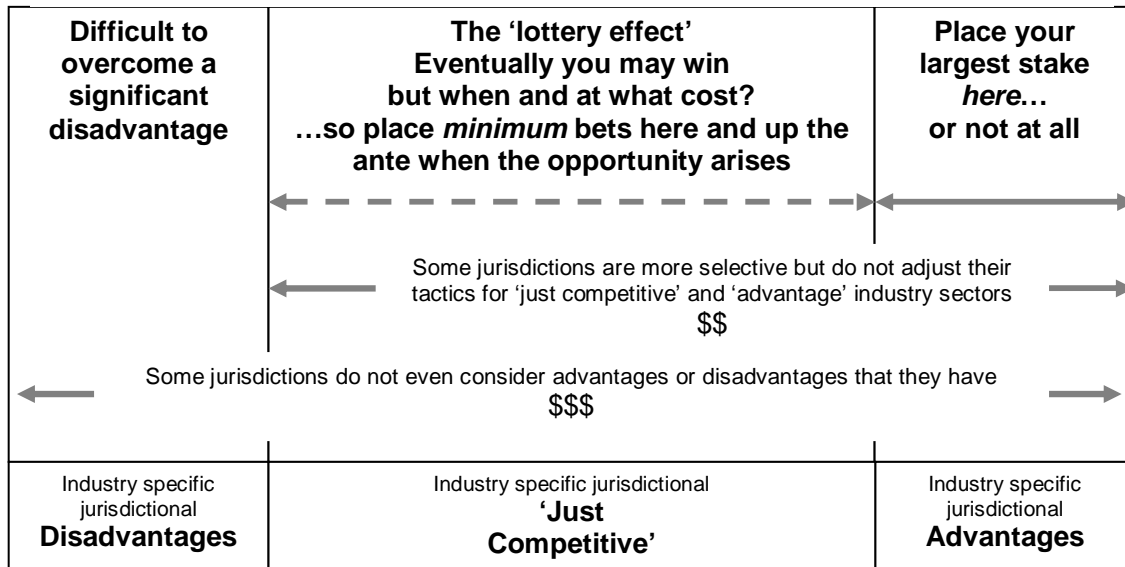 Difficult to
overcome a
significant
disadvantage
The ‘lottery effect’
Eventually you may win
but when and at what cost?
…so place minimum bets here and up the
ante when the opportunity arises
Place your
largest stake
here…
or not at all
Some jurisdictions are more selective but do not adjust their
tactics for ‘just competitive’ and ‘advantage’ industry sectors
$$
Some jurisdictions do not even consider advantages or disadvantages that they have
$$$
Industry specific
jurisdictional
Disadvantages
Industry specific jurisdictional
‘Just
Competitive’
Industry specific
jurisdictional
Advantages